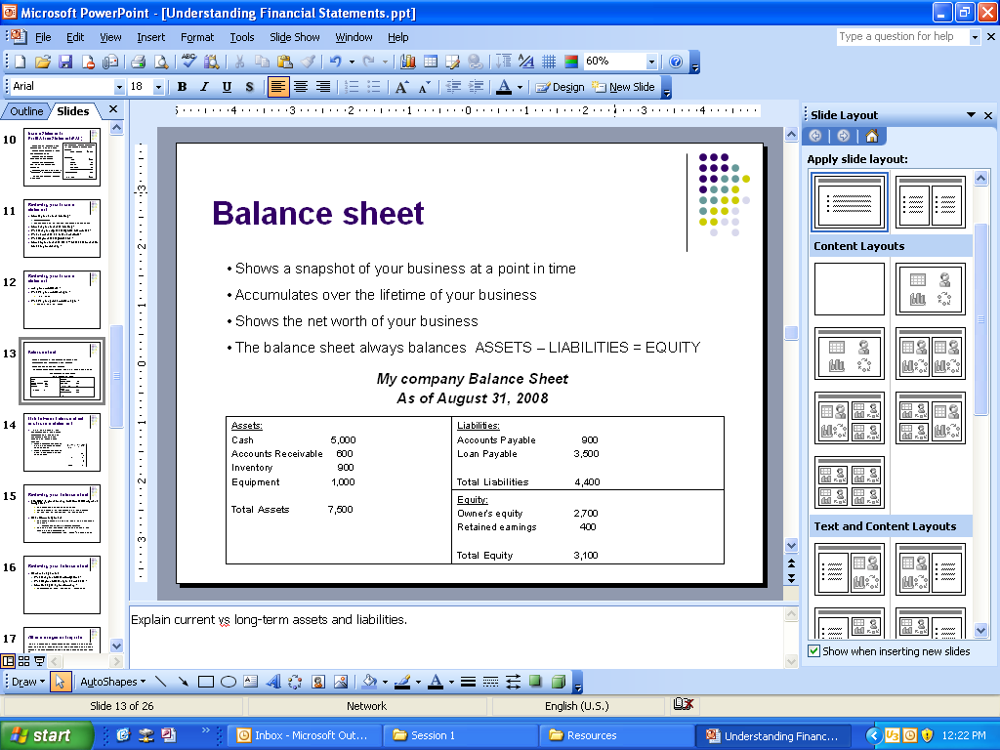 Microsoft PowerPoint - [Understanding Financial Statements.ppt]
File Edit View Insert Format Tools Slide Show Window Help
Type a question for help
60%
Arial 18 B I U S A A A Design New Slide
Outline Slides
Slide Layout
Apply slide layout:
Content Layouts
Text and Content Layouts
Show when inserting new slides
10
11
12
13
14
15
16
17
Balance sheet
• Shows a snapshot of your business at a point in time
• Accumulates over the lifetime of your business
• Shows the net worth of your business
• The balance sheet always balances ASSETS – LIABILITIES = EQUITY
My company Balance Sheet
As of August 31, 2008
Assets:
Cash 5,000
Accounts Receivable 600
Inventory 900
Equipment 1,000
Total Assets 7,500
Liabilities:
Accounts Payable 900
Loan Payable 3,500
Total Liabilities 4,400
Equity:
Owner's equity 2,700
Retained earnings 400
Total Equity 3,100
Explain current vs long-term assets and liabilities.
Draw AutoShapes
Slide 13 of 26 Network English (U.S.)
start Inbox - Microsoft Out... Session 1 Resources Understanding Financ... 12:22 PM